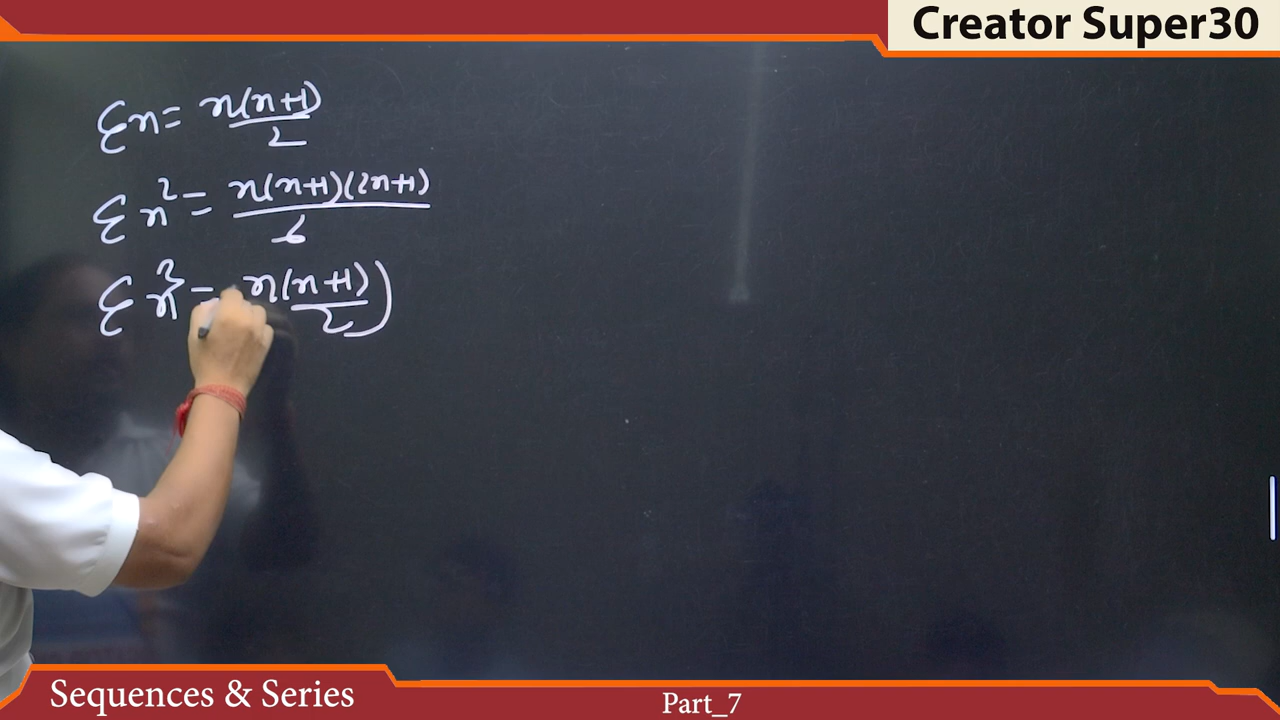 Creator Super30
Σn = n(n+1)/2
Σn² = n(n+1)(2n+1)/6
Σn³ = n(n+1)/2)
Sequences & Series
Part_7